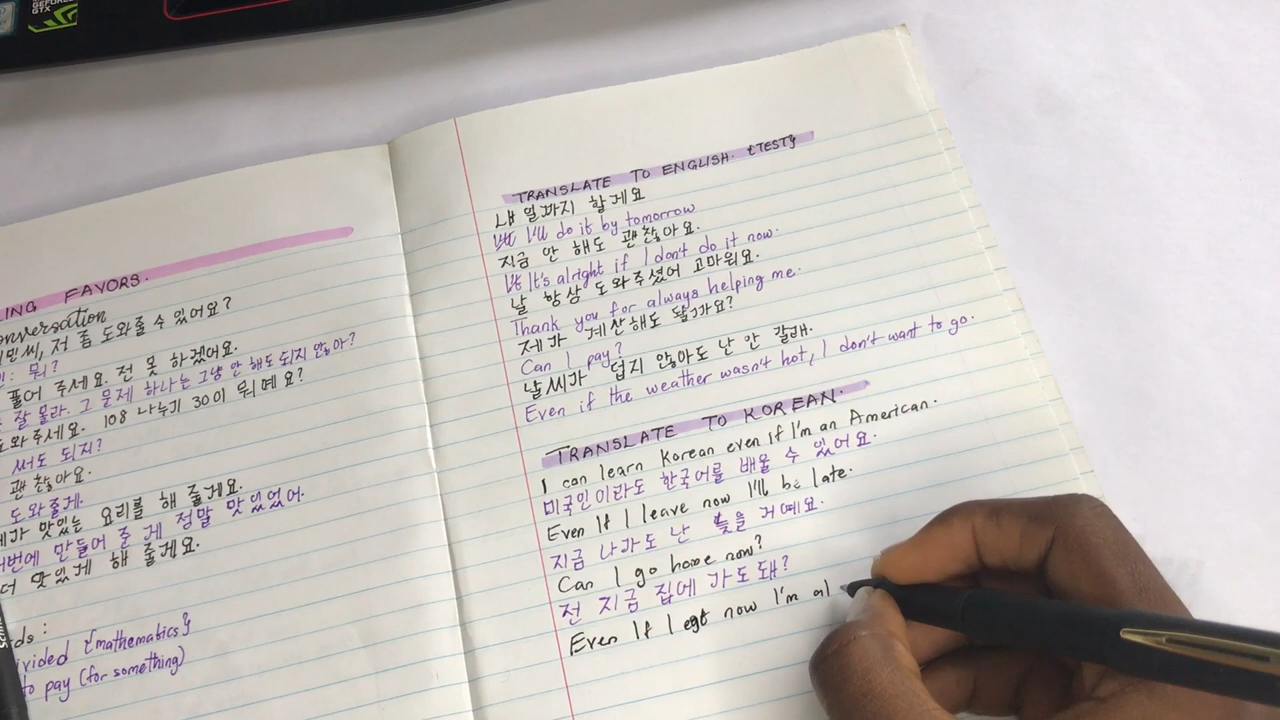 GEFORCE
GTX
LING FAVORS.
onversation
민씨, 저 좀 도와줄 수 있어요?
: 뭐?
풀어 주세요. 전 못 하겠어요.
잘 몰라. 그 문제 하나는 그냥 안 해도 되지 않아?
도와주세요. 108 나누기 30이 뭐예요?
써도 되지?
괜찮아요.
도와줄게.
제가 맛있는 요리를 해 줄게요.
저번에 만들어 준 게 정말 맛있었어.
더 맛있게 해 줄게요.
ds:
ivided {mathematics}
to pay (for something)
TRANSLATE TO ENGLISH. {TEST}
내일까지 할게요
I'll do it by tomorrow
지금 안 해도 괜찮아요.
It's alright if I don't do it now.
날 항상 도와주셨어 고마워요.
Thank you for always helping me.
제가 계산해도 될까요?
Can I pay?
날씨가 덥지 않아도 난 안 갈래.
Even if the weather wasn't hot, I don't want to go.
TRANSLATE TO KOREAN.
I can learn Korean even if I'm an American.
미국인이라도 한국어를 배울 수 있어요.
Even If I leave now I'll be late.
지금 나가도 난 늦을 거예요.
Can I go home now?
전 지금 집에 가도 돼?
Even If I eat now I'm al